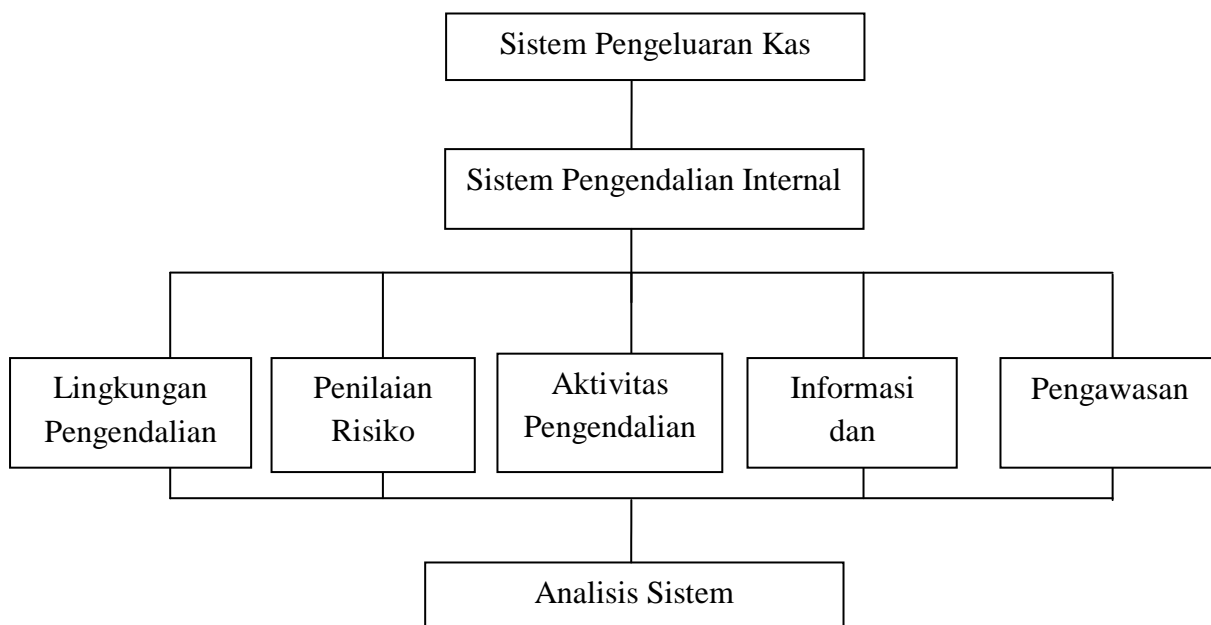 Sistem Pengeluaran Kas
Sistem Pengendalian Internal
Lingkungan
Pengendalian
Penilaian
Risiko
Aktivitas
Pengendalian
Informasi
dan
Pengawasan
Analisis Sistem